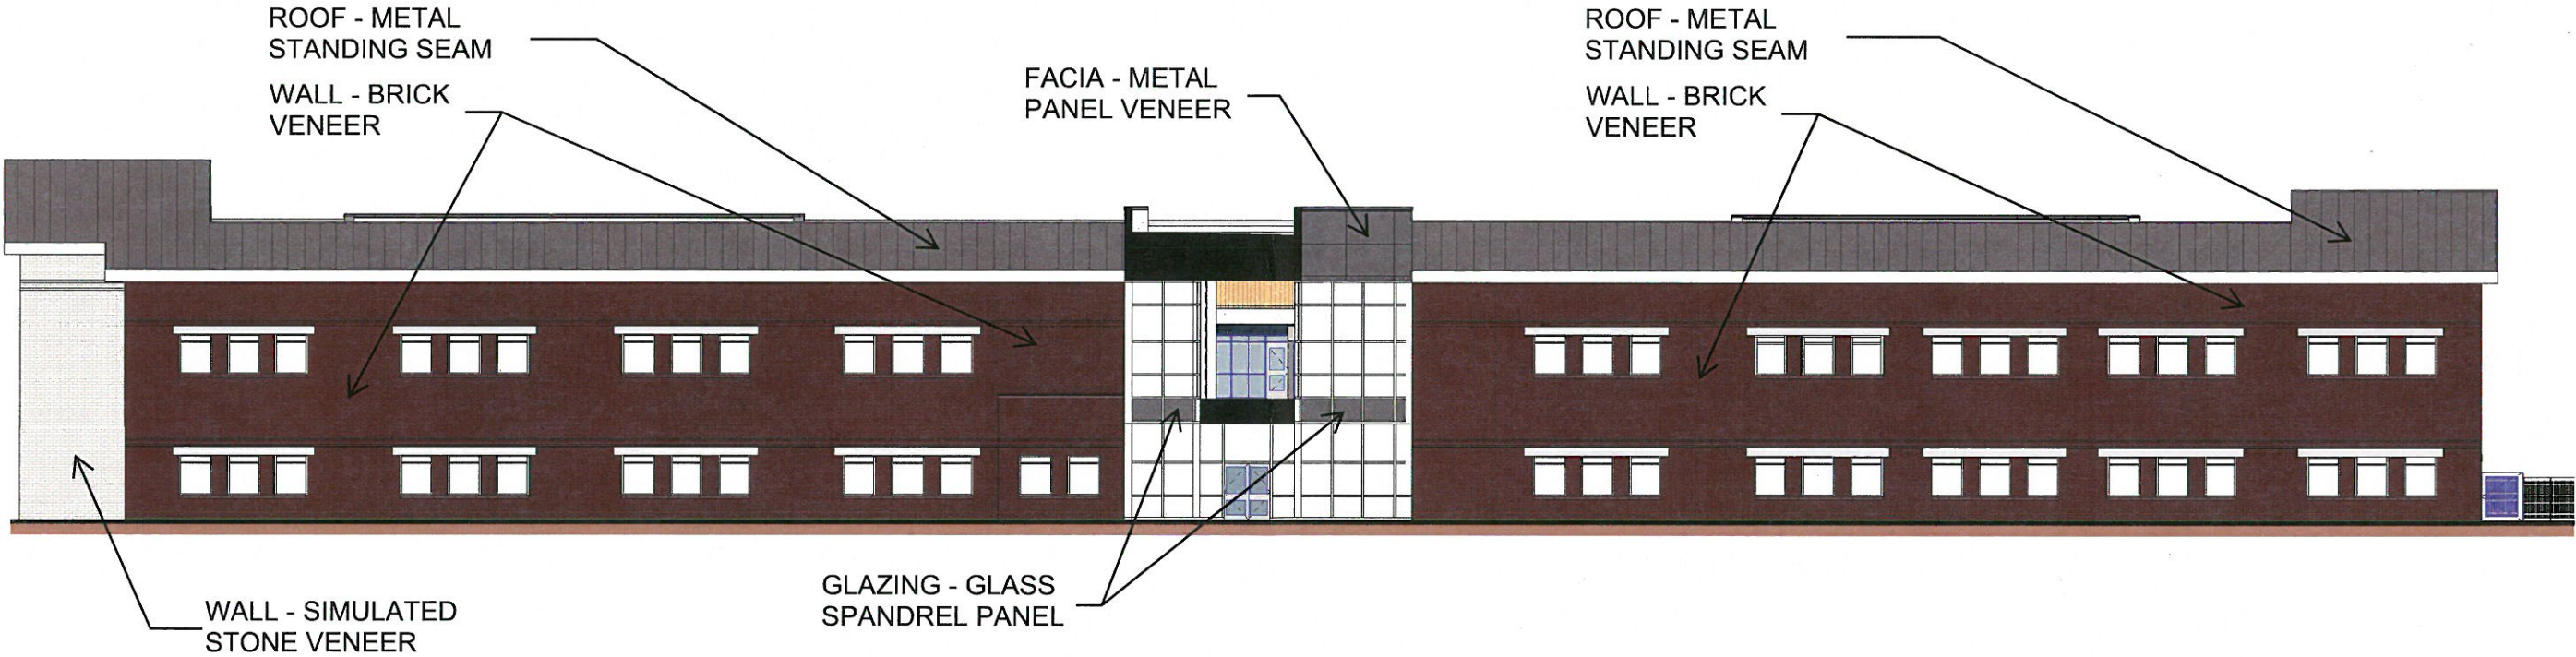 ROOF - METAL
STANDING SEAM
WALL - BRICK
VENEER
FACIA - METAL
PANEL VENEER
ROOF - METAL
STANDING SEAM
WALL - BRICK
VENEER
WALL - SIMULATED
STONE VENEER
GLAZING - GLASS
SPANDREL PANEL